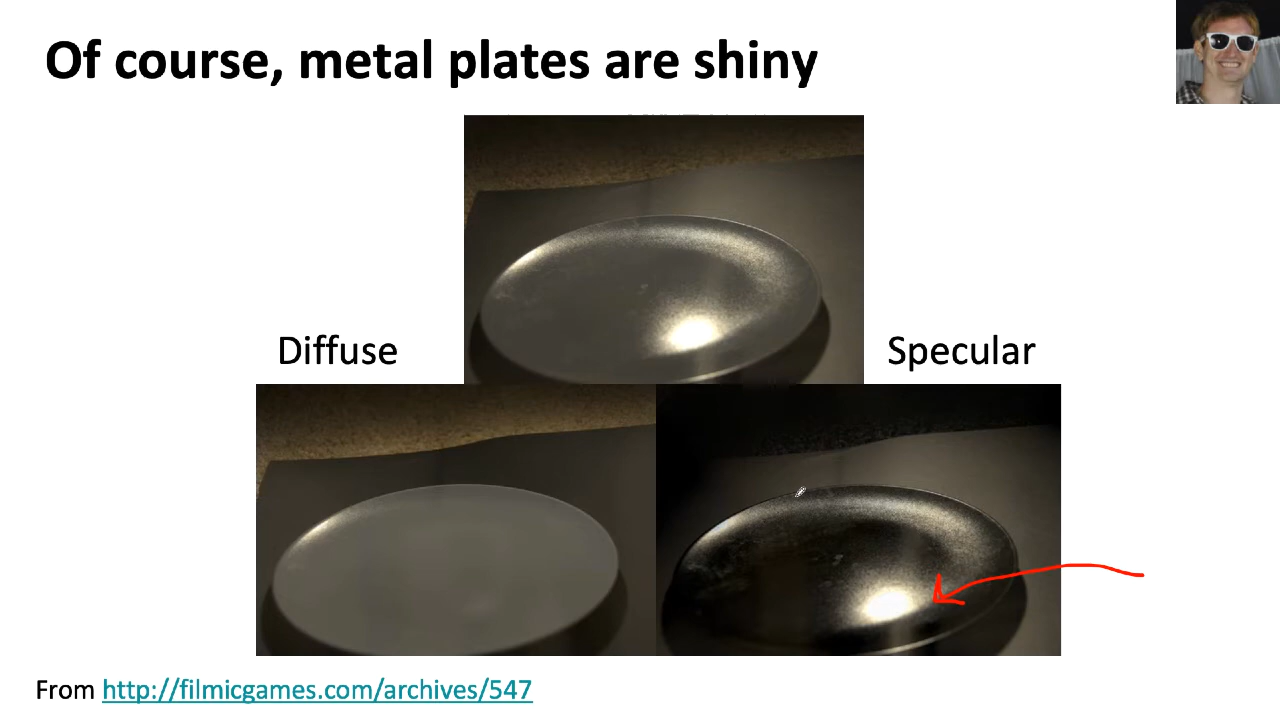 Of course, metal plates are shiny
Diffuse
Specular
From http://filmicgames.com/archives/547